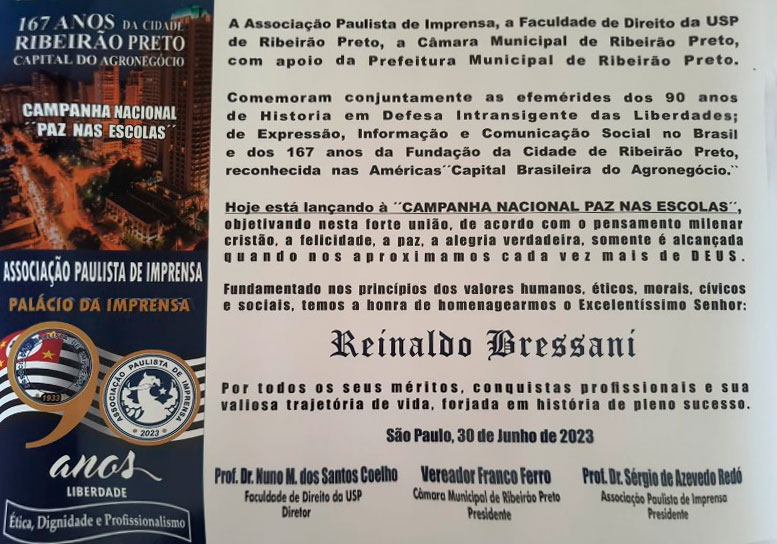 167 ANOS DA CIDADE
RIBEIRÃO PRETO
CAPITAL DO AGRONEGÓCIO
CAMPANHA NACIONAL
¨PAZ NAS ESCOLAS´´
ASSOCIAÇÃO PAULISTA DE IMPRENSA
PALÁCIO DA IMPRENSA
1933
90
ASSOCIAÇÃO PAULISTA DE IMPRENSA
2023
anos
LIBERDADE
Ética, Dignidade e Profissionalismo
A Associação Paulista de Imprensa, a Faculdade de Direito da USP
de Ribeirão Preto, a Câmara Municipal de Ribeirão Preto,
com apoio da Prefeitura Municipal de Ribeirão Preto.
Comemoram conjuntamente as efemérides dos 90 anos
de Historia em Defesa Intransigente das Liberdades;
de Expressão, Informação e Comunicação Social no Brasil
e dos 167 anos da Fundação da Cidade de Ribeirão Preto,
reconhecida nas Américas´´Capital Brasileira do Agronegócio.¨
Hoje está lançando à ´´CAMPANHA NACIONAL PAZ NAS ESCOLAS´´,
objetivando nesta forte união, de acordo com o pensamento milenar
cristão, a felicidade, a paz, a alegria verdadeira, somente é alcançada
quando nos aproximamos cada vez mais de DEUS.
Fundamentado nos princípios dos valores humanos, éticos, morais, cívicos
e sociais, temos a honra de homenagearmos o Excelentíssimo Senhor:
Reinaldo Bressani
Por todos os seus méritos, conquistas profissionais e sua
valiosa trajetória de vida, forjada em história de pleno sucesso.
São Paulo, 30 de Junho de 2023
Prof. Dr. Nuno M. dos Santos Coelho
Faculdade de Direito da USP
Diretor
Vereador Franco Ferro
Câmara Municipal de Ribeirão Preto
Presidente
Prof. Dr. Sérgio de Azevedo Redó
Associação Paulista de Imprensa
Presidente